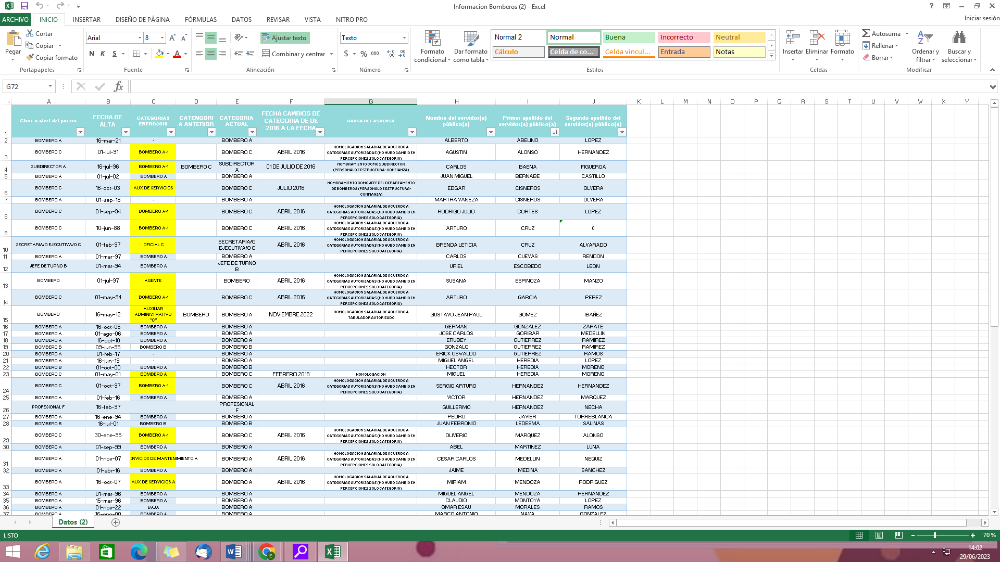 Informacion Bomberos (2) - Excel
ARCHIVO INICIO INSERTAR DISEÑO DE PÁGINA FÓRMULAS DATOS REVISAR VISTA NITRO PRO Iniciar sesión
Pegar Cortar Copiar Copiar formato Portapapeles
Arial 8 N K S Fuente
Ajustar texto Combinar y centrar Alineación
Texto $ % 000 Número
Formato condicional Dar formato como tabla
Normal 2 Normal Buena Incorrecto Neutral
Cálculo Celda de co... Celda vincul... Entrada Notas
Estilos
Insertar Eliminar Formato Celdas
Autosuma Rellenar Borrar Ordenar y filtrar Buscar y seleccionar Modificar
G72 fx
A B C D E F G H I J K L M N O P Q R S T U V W X Y
1 Clave o nivel del puesto FECHA DE ALTA CATEGORIAS ENERO2016 CATENGORIA ANTERIOR CATEGORIA ACTUAL FECHA CAMBIOS DE CATEGORIA DE DE 2016 A LA FECHA CAUSA DEL ASCENSO Nombre del servidor(a) público(a) Primer apellido del servidor(a) público(a) Segundo apellido del servidor(a) público(a)
2 BOMBERO A 16-mar-21 - BOMBERO A ALBERTO ABELINO LOPEZ
3 BOMBERO C 01-jul-91 BOMBERO A-1 BOMBERO C ABRIL 2016 HOMOLOGACION SALARIAL DE ACUERDO A CATEGORIAS AUTORIZADAS (NO HUBO CAMBIO EN PERCEPCIONES SOLO CATEGORIA) AGUSTIN ALONSO HERNANDEZ
4 SUBDIRECTOR A 16-jul-96 BOMBERO A-1 BOMBERO C SUBDIRECTOR A 01 DE JULIO DE 2016 NOMBRAMIENTO COMO SUBDIRECTOR (PERSONAL DE ESTRUCTURA- CONFIANZA) CARLOS BAENA FIGUEROA
5 BOMBERO A 01-jul-02 BOMBERO A BOMBERO A JUAN MIGUEL BERNABE CASTILLO
6 BOMBERO C 16-oct-03 AUX DE SERVICIOS BOMBERO C JULIO 2016 NOMBRAMIENTO COMO JEFE DEL DEPARTAMENTO DE BOMBEROS (PERSONAL DE ESTRUCTURA- CONFIANZA) EDGAR CISNEROS OLVERA
7 BOMBERO A 01-sep-18 - BOMBERO A MARTHA VANEZA CISNEROS OLVERA
8 BOMBERO C 01-sep-94 BOMBERO A-1 BOMBERO C ABRIL 2016 HOMOLOGACION SALARIAL DE ACUERDO A CATEGORIAS AUTORIZADAS (NO HUBO CAMBIO EN PERCEPCIONES SOLO CATEGORIA) RODRIGO JULIO CORTES LOPEZ
9 BOMBERO C 10-jun-88 BOMBERO A-1 BOMBERO C ABRIL 2016 HOMOLOGACION SALARIAL DE ACUERDO A CATEGORIAS AUTORIZADAS (NO HUBO CAMBIO EN PERCEPCIONES SOLO CATEGORIA) ARTURO CRUZ 0
10 SECRETARIA/O EJECUTIVA/O C 01-feb-97 OFICIAL C SECRETARIA/O EJECUTIVA/O C ABRIL 2016 HOMOLOGACION SALARIAL DE ACUERDO A CATEGORIAS AUTORIZADAS (NO HUBO CAMBIO EN PERCEPCIONES SOLO CATEGORIA) BRENDA LETICIA CRUZ ALVARADO
11 BOMBERO A 01-mar-97 BOMBERO A BOMBERO A CARLOS CUEVAS RENDON
12 JEFE DE TURNO B 01-mar-94 BOMBERO A JEFE DE TURNO B URIEL ESCOBEDO LEON
13 BOMBERO 01-jul-97 AGENTE BOMBERO ABRIL 2016 HOMOLOGACION SALARIAL DE ACUERDO A CATEGORIAS AUTORIZADAS (NO HUBO CAMBIO EN PERCEPCIONES SOLO CATEGORIA) SUSANA ESPINOZA MANZO
14 BOMBERO C 01-may-94 BOMBERO A-1 BOMBERO C ABRIL 2016 HOMOLOGACION SALARIAL DE ACUERDO A CATEGORIAS AUTORIZADAS (NO HUBO CAMBIO EN PERCEPCIONES SOLO CATEGORIA) ARTURO GARCIA PEREZ
15 BOMBERO 16-may-12 AUXILIAR ADMINISTRATIVO "C" BOMBERO BOMBERO A NOVIEMBRE 2022 HOMOLOGACION SALARIAL DE ACUEDRO A TABULADOR AUTORIZADO GUSTAVO JEAN PAUL GOMEZ IBAÑEZ
16 BOMBERO A 16-oct-05 BOMBERO A BOMBERO A GERMAN GONZALEZ ZARATE
17 BOMBERO A 01-ago-06 BOMBERO A BOMBERO A JOSE CARLOS GORIBAR MEDELLIN
18 BOMBERO A 16-oct-10 BOMBERO A BOMBERO A ERUBEY GUTIERREZ RAMIREZ
19 BOMBERO B 09-jun-95 BOMBERO B BOMBERO B GONZALO GUTIERREZ RAMIREZ
20 BOMBERO A 01-feb-17 - BOMBERO A ERICK OSVALDO GUTIERREZ RAMOS
21 BOMBERO A 16-jun-19 - BOMBERO A MIGUEL ANGEL HEREDIA LOPEZ
22 BOMBERO B 01-oct-00 BOMBERO A BOMBERO B HECTOR HEREDIA MORENO
23 BOMBERO C 01-may-01 BOMBERO A BOMBERO C FEBRERO 2018 HOMOLOGACION MIGUEL HEREDIA MORENO
24 BOMBERO C 01-oct-97 BOMBERO A-1 BOMBERO C ABRIL 2016 HOMOLOGACION SALARIAL DE ACUERDO A CATEGORIAS AUTORIZADAS (NO HUBO CAMBIO EN PERCEPCIONES SOLO CATEGORIA) SERGIO ARTURO HERNANDEZ HERNANDEZ
25 BOMBERO A 01-feb-16 BOMBERO A BOMBERO A VICTOR HERNANDEZ MARQUEZ
26 PROFESIONAL F 16-feb-97 PROFESIONAL F GUILLERMO HERNANDEZ NECHA
27 BOMBERO A 16-ene-94 BOMBERO A BOMBERO A PEDRO JAVIER TORREBLANCA
28 BOMBERO B 16-jul-01 BOMBERO B BOMBERO B JUAN FEBRONIO LEDESMA SALINAS
29 BOMBERO C 30-ene-95 BOMBERO A-1 BOMBERO C ABRIL 2016 HOMOLOGACION SALARIAL DE ACUERDO A CATEGORIAS AUTORIZADAS (NO HUBO CAMBIO EN PERCEPCIONES SOLO CATEGORIA) OLIVERIO MARQUEZ ALONSO
30 BOMBERO A 01-sep-99 BOMBERO A BOMBERO A ABEL MARTINEZ LUNA
31 BOMBERO A 01-nov-07 ERVICIOS DE MANTENIMIENTO A BOMBERO A ABRIL 2016 HOMOLOGACION SALARIAL DE ACUERDO A CATEGORIAS AUTORIZADAS (NO HUBO CAMBIO EN PERCEPCIONES SOLO CATEGORIA) CESAR CARLOS MEDELLIN NEQUIZ
32 BOMBERO A 01-abr-16 BOMBERO A BOMBERO A JAIME MEDINA SANCHEZ
33 BOMBERO A 16-oct-07 AUX DE SERVICIOS A BOMBERO A ABRIL 2016 HOMOLOGACION SALARIAL DE ACUERDO A CATEGORIAS AUTORIZADAS (NO HUBO CAMBIO EN PERCEPCIONES SOLO CATEGORIA) MIRIAM MENDOZA RODRIGUEZ
34 BOMBERO A 01-mar-96 BOMBERO A BOMBERO A MIGUEL ANGEL MENDOZA HERNANDEZ
35 BOMBERO A 15-mar-96 BOMBERO A BOMBERO A CLAUDIO MONTOYA LOPEZ
36 BOMBERO A 01-nov-22 BAJA BOMBERO A OMAR ESAU MORALES RAMOS
37 BOMBERO A 16-ene-00 BOMBERO A BOMBERO A MARCO ANTONIO NAVA GONZALEZ
Datos (2)
LISTO 70 %
14:02
29/06/2023